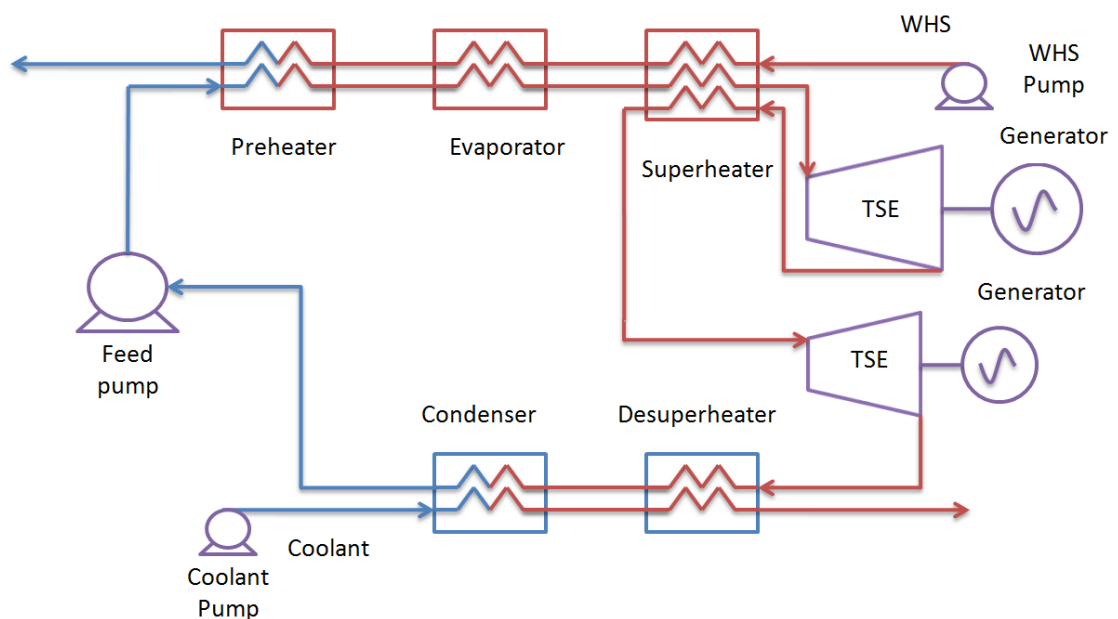 WHS
WHS
Pump
Preheater
Evaporator
Superheater
Generator
TSE
Generator
TSE
Feed
pump
Condenser
Desuperheater
Coolant
Coolant
Pump